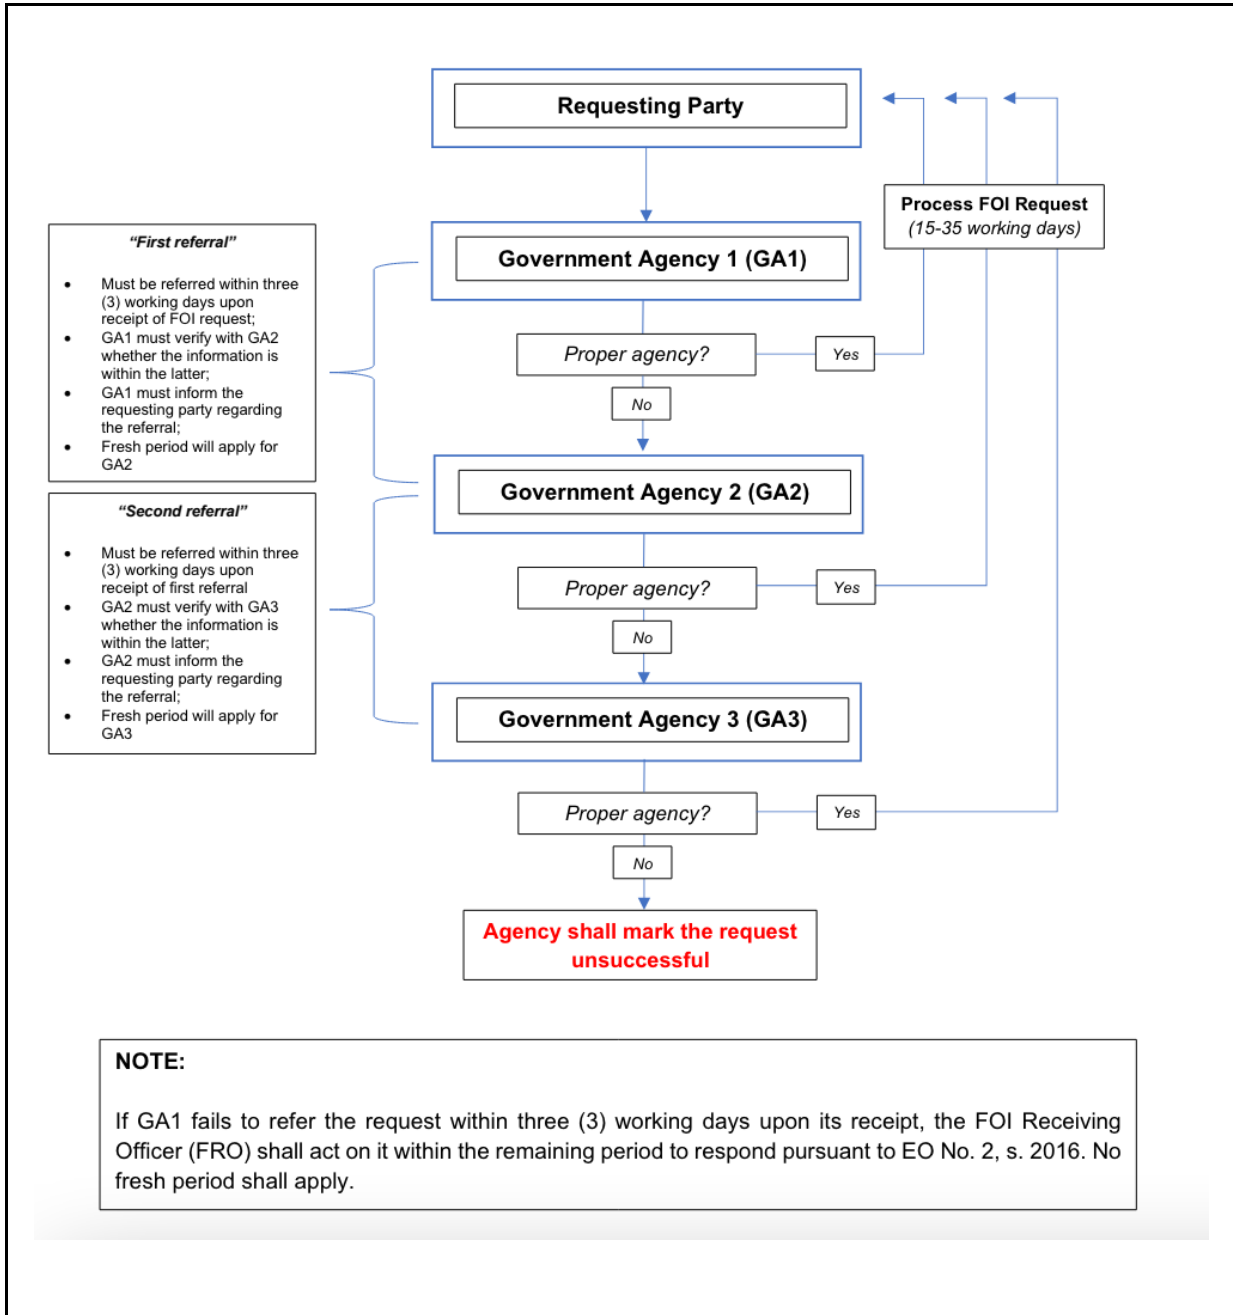 Requesting Party
Process FOI Request
(15-35 working days)
“First referral”
• Must be referred within three
(3) working days upon
receipt of FOI request;
• GA1 must verify with GA2
whether the information is
within the latter;
• GA1 must inform the
requesting party regarding
the referral;
• Fresh period will apply for
GA2
Government Agency 1 (GA1)
Proper agency?
Yes
No
Government Agency 2 (GA2)
“Second referral”
• Must be referred within three
(3) working days upon
receipt of first referral
• GA2 must verify with GA3
whether the information is
within the latter;
• GA2 must inform the
requesting party regarding
the referral;
• Fresh period will apply for
GA3
Proper agency?
Yes
No
Government Agency 3 (GA3)
Proper agency?
Yes
No
Agency shall mark the request
unsuccessful
NOTE:
If GA1 fails to refer the request within three (3) working days upon its receipt, the FOI Receiving
Officer (FRO) shall act on it within the remaining period to respond pursuant to EO No. 2, s. 2016. No
fresh period shall apply.